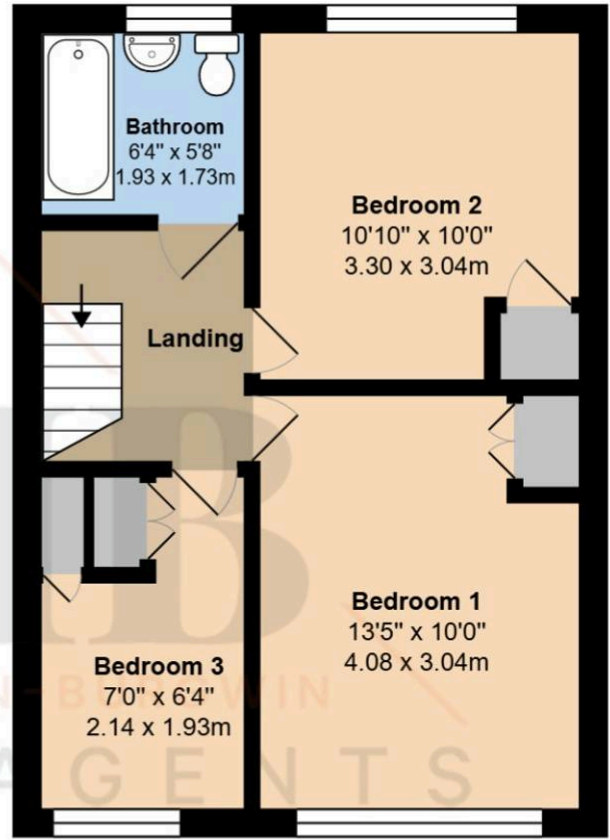 Bathroom
6'4" x 5'8"
1.93 x 1.73m
Bedroom 2
10'10" x 10'0"
3.30 x 3.04m
Landing
Bedroom 1
13'5" x 10'0"
4.08 x 3.04m
Bedroom 3
7'0" x 6'4"
2.14 x 1.93m
B
AGENTS